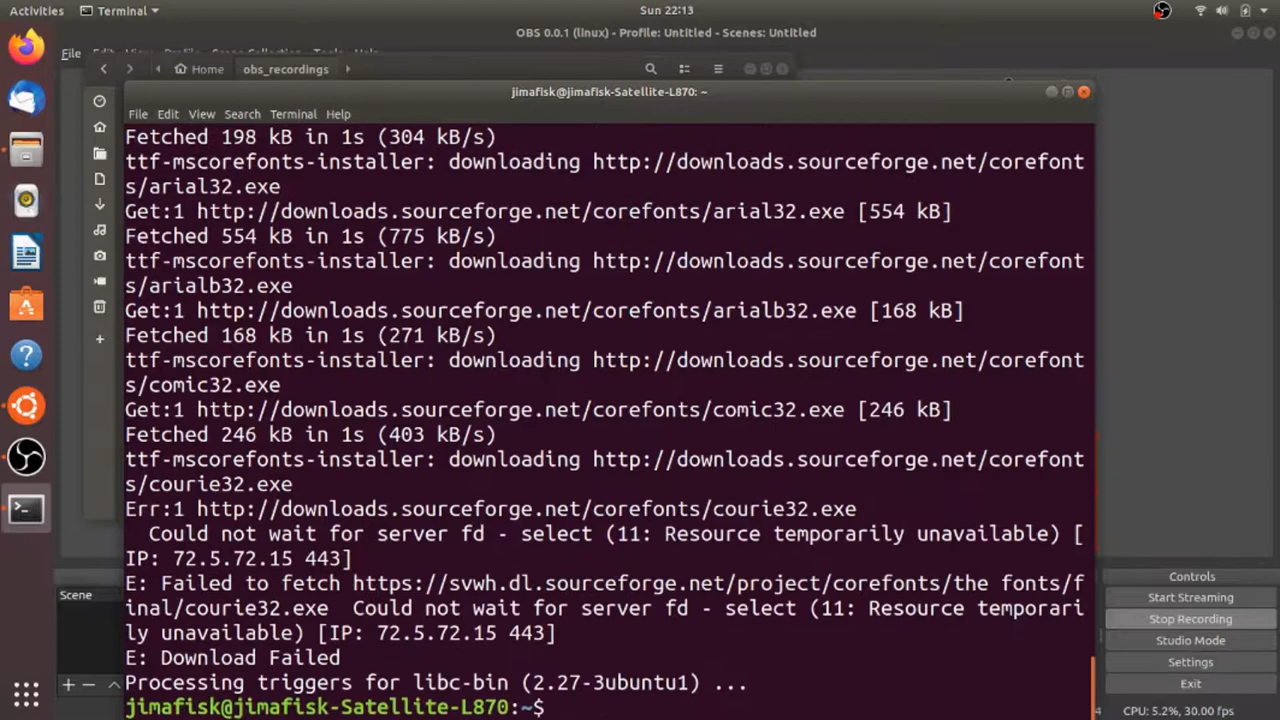 Activities
Terminal
Sun 22:13
OBS 0.0.1 (linux) - Profile: Untitled - Scenes: Untitled
File Edit View Profile Scene Collection Tools Help
Home obs_recordings
jimafisk@jimafisk-Satellite-L870: ~
File Edit View Search Terminal Help
Fetched 198 kB in 1s (304 kB/s)
ttf-mscorefonts-installer: downloading http://downloads.sourceforge.net/corefont
s/arial32.exe
Get:1 http://downloads.sourceforge.net/corefonts/arial32.exe [554 kB]
Fetched 554 kB in 1s (775 kB/s)
ttf-mscorefonts-installer: downloading http://downloads.sourceforge.net/corefont
s/arialb32.exe
Get:1 http://downloads.sourceforge.net/corefonts/arialb32.exe [168 kB]
Fetched 168 kB in 1s (271 kB/s)
ttf-mscorefonts-installer: downloading http://downloads.sourceforge.net/corefont
s/comic32.exe
Get:1 http://downloads.sourceforge.net/corefonts/comic32.exe [246 kB]
Fetched 246 kB in 1s (403 kB/s)
ttf-mscorefonts-installer: downloading http://downloads.sourceforge.net/corefont
s/courie32.exe
Err:1 http://downloads.sourceforge.net/corefonts/courie32.exe
Could not wait for server fd - select (11: Resource temporarily unavailable) [
IP: 72.5.72.15 443]
E: Failed to fetch https://svwh.dl.sourceforge.net/project/corefonts/the fonts/f
inal/courie32.exe  Could not wait for server fd - select (11: Resource temporari
ly unavailable) [IP: 72.5.72.15 443]
E: Download Failed
Processing triggers for libc-bin (2.27-3ubuntu1) ...
jimafisk@jimafisk-Satellite-L870:~$
Scene
Controls
Start Streaming
Stop Recording
Studio Mode
Settings
Exit
4 CPU: 5.2%, 30.00 fps